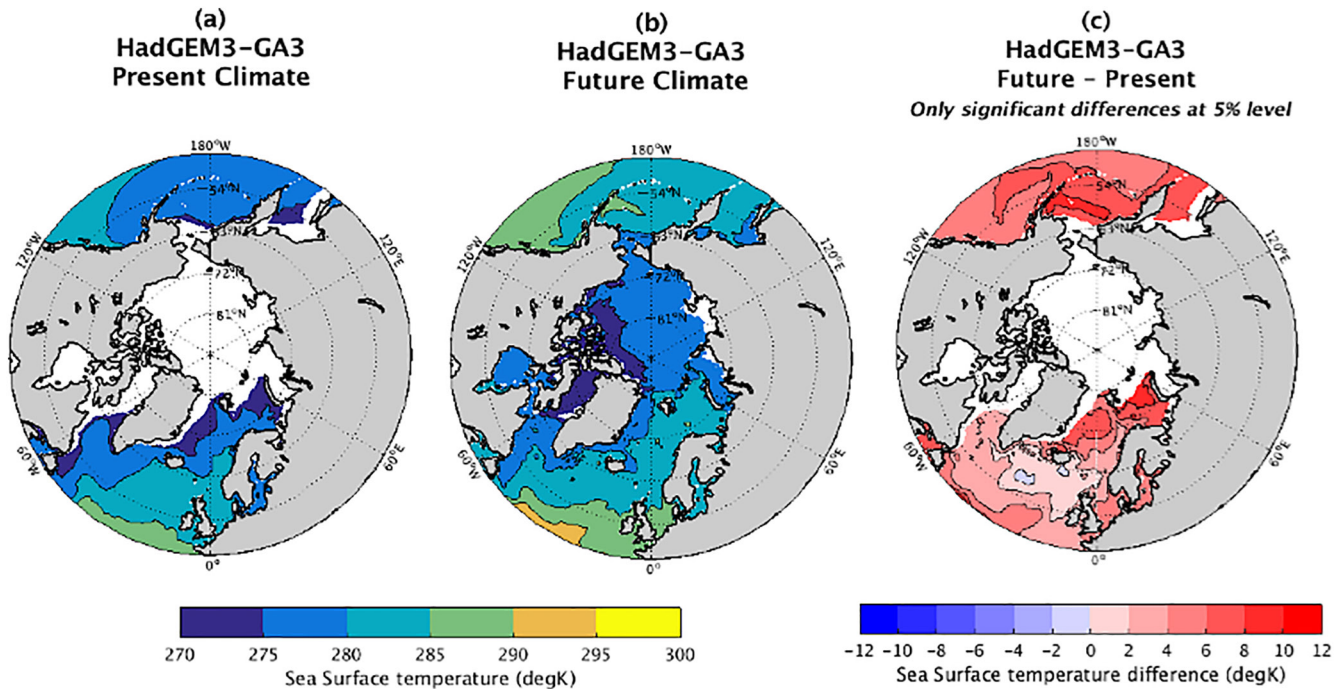 (a)
HadGEM3-GA3
Present Climate
180°W
54°N
63°N
72°N
81°N
120°W
120°E
60°W
60°E
0°
(b)
HadGEM3-GA3
Future Climate
180°W
54°N
63°N
72°N
81°N
120°W
120°E
60°W
60°E
0°
(c)
HadGEM3-GA3
Future - Present
Only significant differences at 5% level
180°W
54°N
63°N
72°N
81°N
120°W
120°E
60°W
60°E
0°
270 275 280 285 290 295 300
Sea Surface temperature (degK)
-12 -10 -8 -6 -4 -2 0 2 4 6 8 10 12
Sea Surface temperature difference (degK)